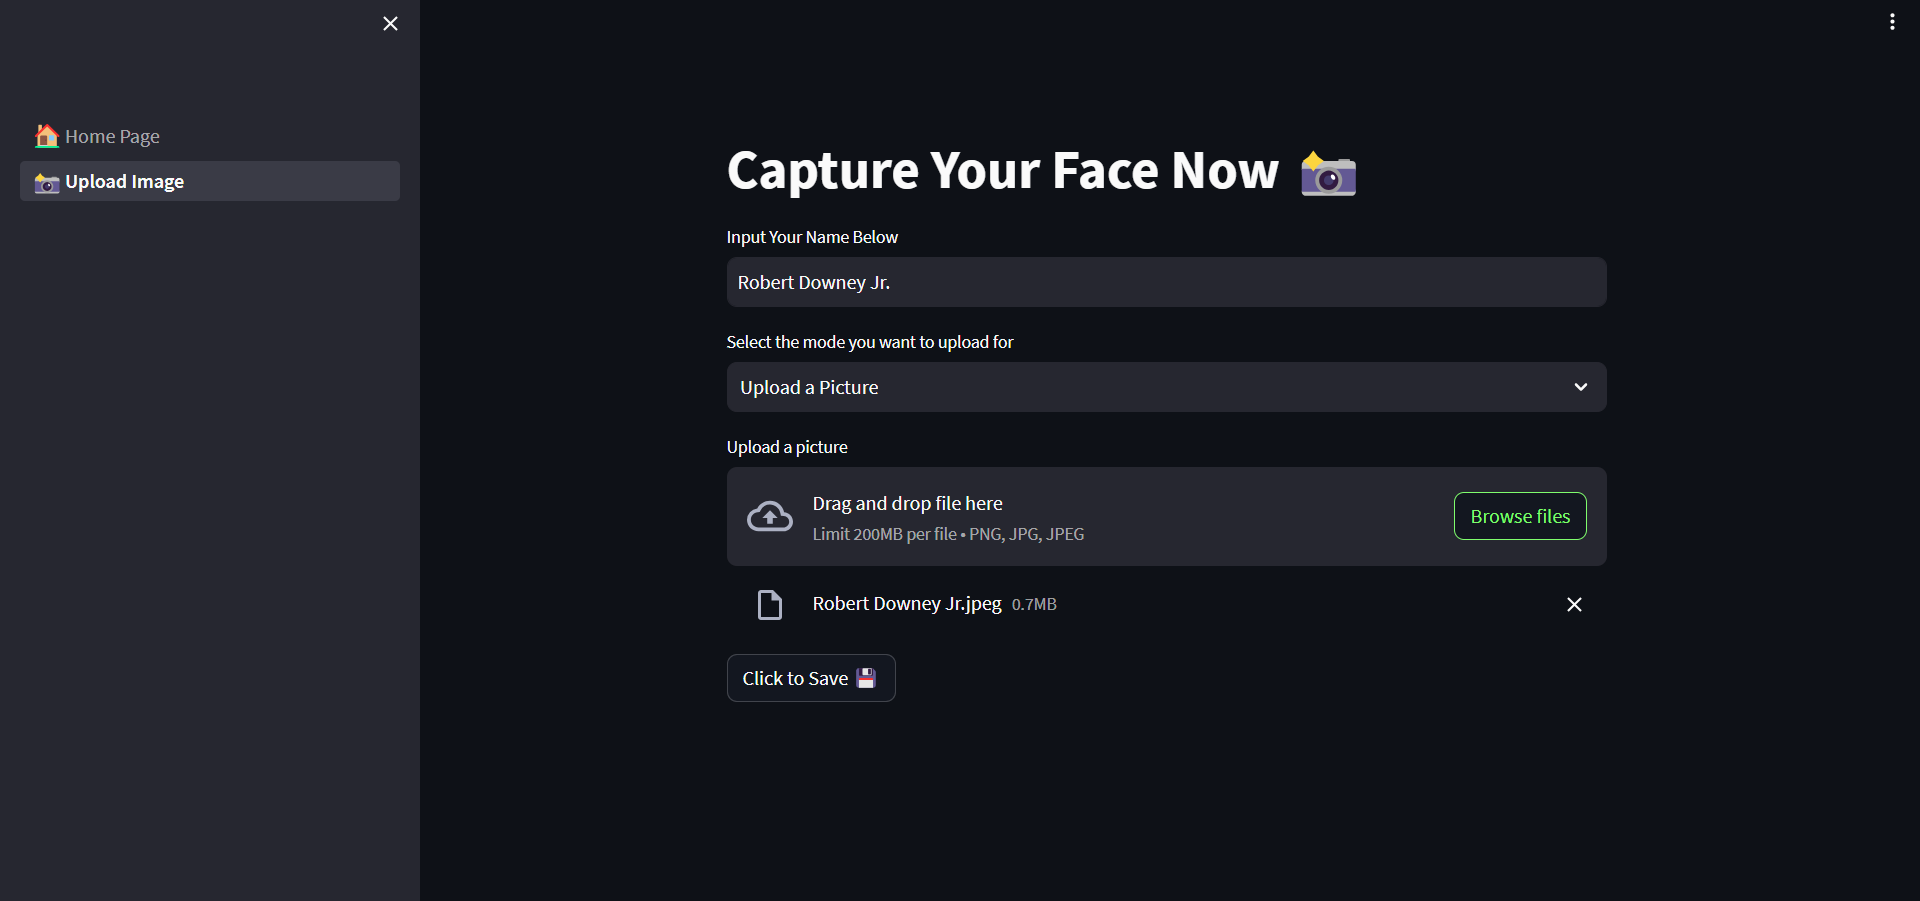 Home Page
Upload Image
Capture Your Face Now
Input Your Name Below
Robert Downey Jr.
Select the mode you want to upload for
Upload a Picture
Upload a picture
Drag and drop file here
Limit 200MB per file • PNG, JPG, JPEG
Browse files
Robert Downey Jr.jpeg 0.7MB
Click to Save